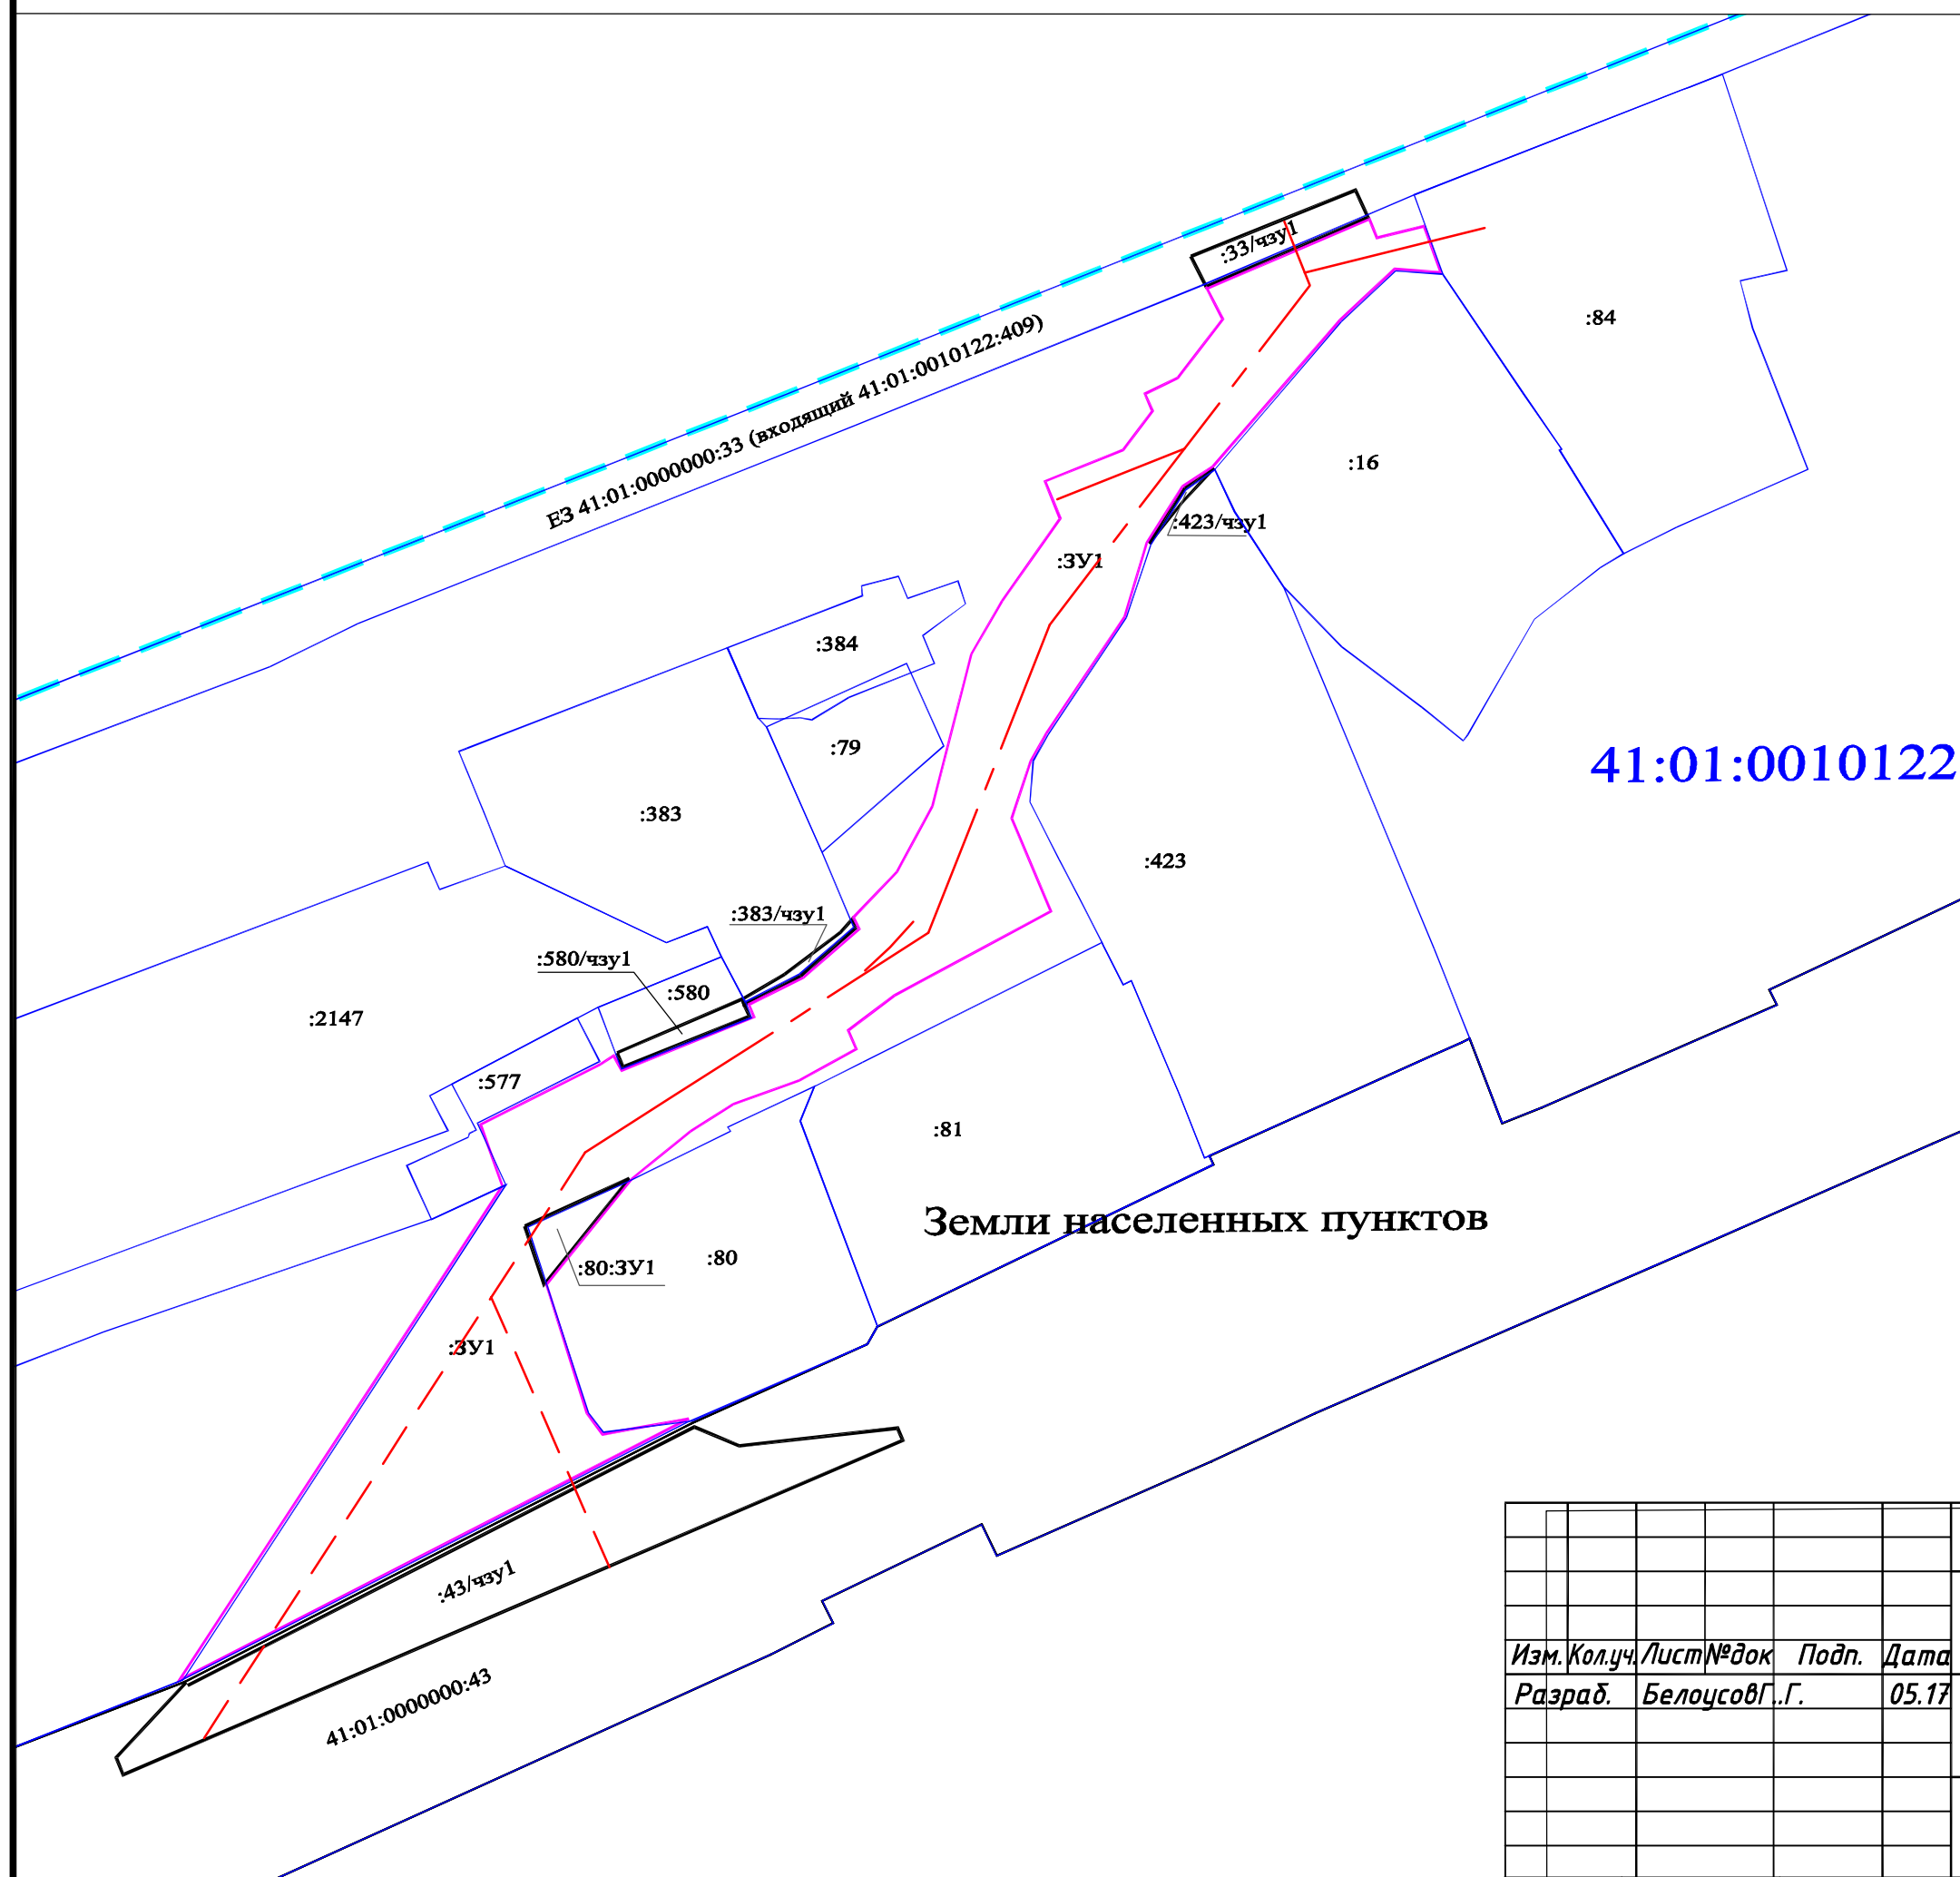 :33/чзу1
:84
ЕЗ 41:01:0000000:33 (входящий 41:01:0010122:409)
:16
:423/чзу1
:ЗУ1
:384
:79
41:01:0010122
:383
:423
:383/чзу1
:580/чзу1
:580
:2147
:577
:81
Земли населенных пунктов
:80
:80:ЗУ1
:ЗУ1
:43/чзу1
41:01:0000000:43
Изм. Кол.уч. Лист №док Подп. Дата
Разраб. БелоусовГ..Г. 05.17